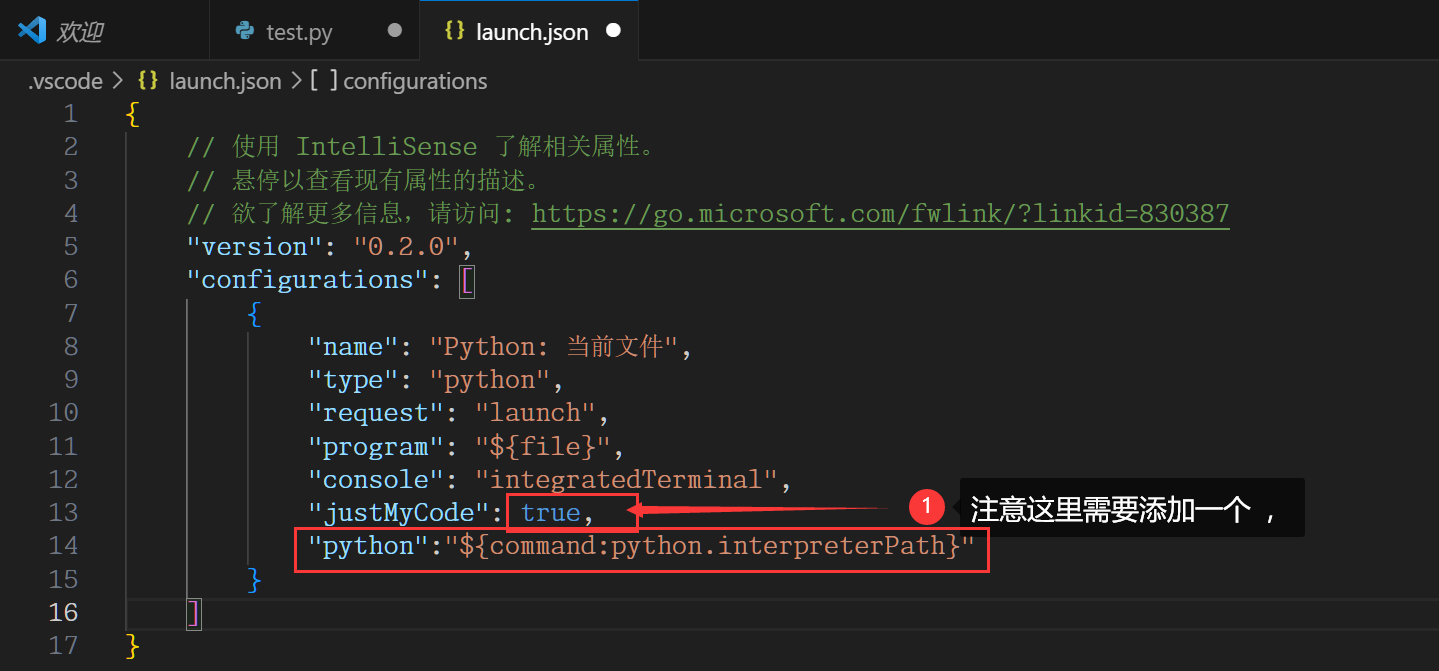 欢迎 test.py {} launch.json
.vscode > {} launch.json > [ ] configurations
1 {
2 // 使用 IntelliSense 了解相关属性。
3 // 悬停以查看现有属性的描述。
4 // 欲了解更多信息，请访问: https://go.microsoft.com/fwlink/?linkid=830387
5 "version": "0.2.0",
6 "configurations": [
7 {
8 "name": "Python: 当前文件",
9 "type": "python",
10 "request": "launch",
11 "program": "${file}",
12 "console": "integratedTerminal",
13 "justMyCode": true, 1 注意这里需要添加一个 ，
14 "python":"${command:python.interpreterPath}"
15 }
16 ]
17 }